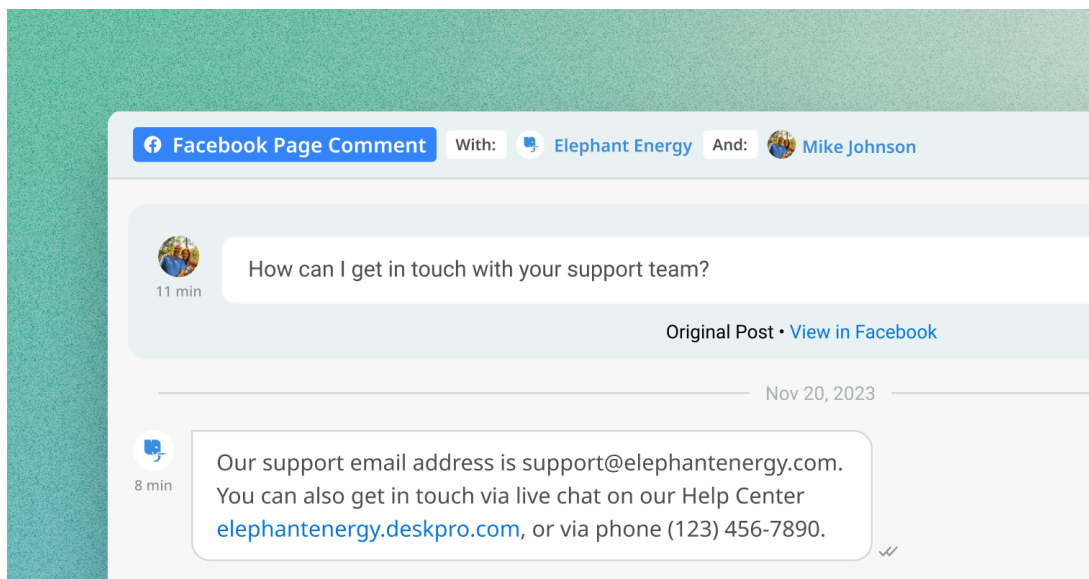 Facebook Page Comment With: Elephant Energy And: Mike Johnson
How can I get in touch with your support team?
11 min
Original Post • View in Facebook
Nov 20, 2023
Our support email address is support@elephantenergy.com.
You can also get in touch via live chat on our Help Center
elephantenergy.deskpro.com, or via phone (123) 456-7890.
8 min